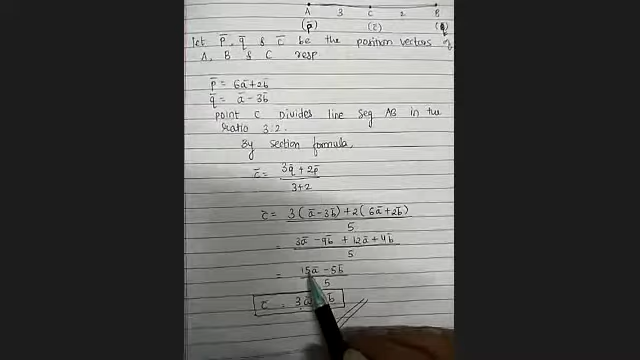 A 3 C 2 B
(p̄) (c̄)
let p̄, q̄ & c̄ be the position vectors of
A, B & C resp.
p̄ = 6ā+2b̄
q̄ = ā - 3b̄
point C Divides line seg AB in the
ratio 3:2.
By section formula,
c̄ = 3q̄ + 2p̄ / 3+2
c̄ = 3(ā-3b̄)+2(6ā+2b̄) / 5
= 3ā - 9b̄ + 12ā + 4b̄ / 5
= 15ā - 5b̄ / 5
c̄ = 3ā b̄